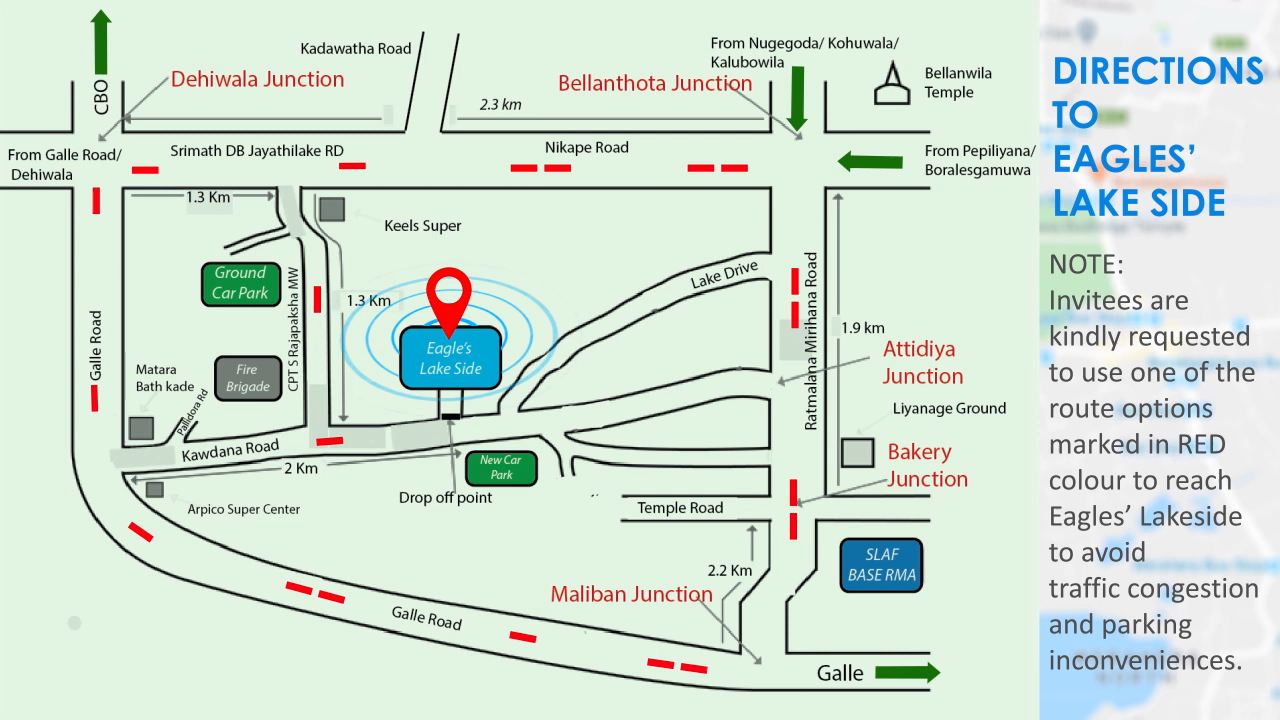 Kadawatha Road
From Nugegoda/ Kohuwala/
Kalubowila
Dehiwala Junction
Bellanthota Junction
Bellanwila
Temple
CBO
2.3 km
From Galle Road/
Dehiwala
Srimath DB Jayathilake RD
Nikape Road
From Pepiliyana/
Boralesgamuwa
1.3 Km
Keels Super
Ground
Car Park
CPT S Rajapaksha MW
1.3 Km
Lake Drive
Ratmalana Mirihana Road
1.9 km
Galle Road
Eagle's
Lake Side
Attidiya
Junction
Matara
Bath kade
Fire
Brigade
Pallidora Rd
Liyanage Ground
Kawdana Road
2 Km
New Car
Park
Bakery
Junction
Drop off point
Arpico Super Center
Temple Road
SLAF
BASE RMA
2.2 Km
Maliban Junction
Galle Road
Galle
DIRECTIONS
TO
EAGLES’
LAKE SIDE
NOTE:
Invitees are
kindly requested
to use one of the
route options
marked in RED
colour to reach
Eagles’ Lakeside
to avoid
traffic congestion
and parking
inconveniences.